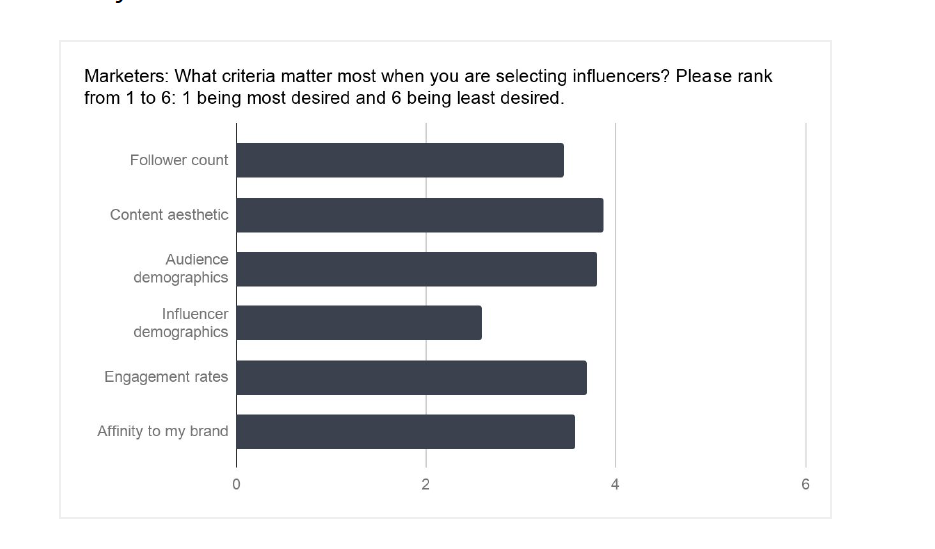 Marketers: What criteria matter most when you are selecting influencers? Please rank
from 1 to 6: 1 being most desired and 6 being least desired.
Follower count
Content aesthetic
Audience
demographics
Influencer
demographics
Engagement rates
Affinity to my brand
0 2 4 6